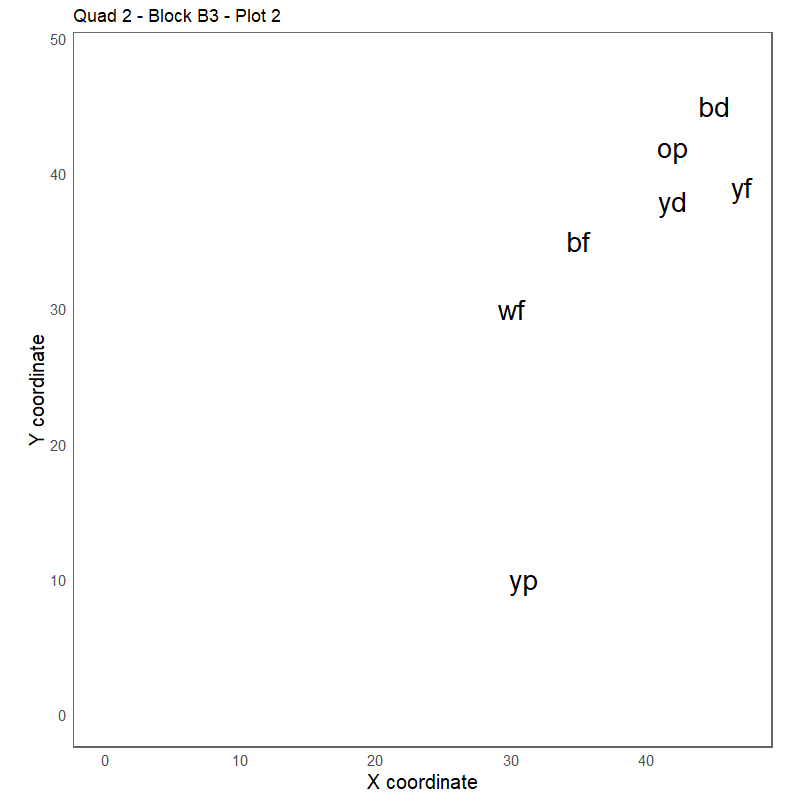 Quad 2 - Block B3 - Plot 2
50
bd
op
40
yf
yd
bf
30
wf
Y coordinate
20
10
yp
0
0 10 20 30 40
X coordinate